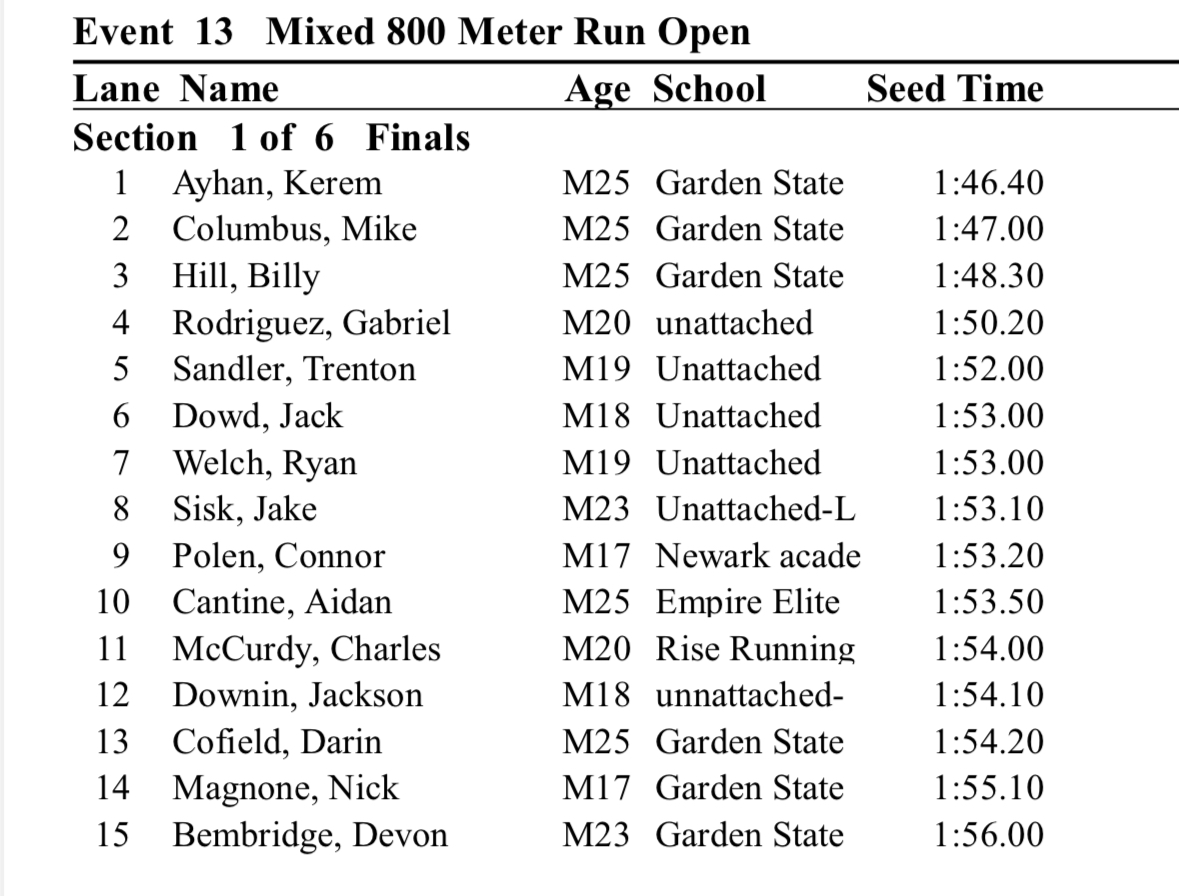 Event 13 Mixed 800 Meter Run Open
Lane Name Age School Seed Time
Section 1 of 6 Finals
1 Ayhan, Kerem M25 Garden State 1:46.40
2 Columbus, Mike M25 Garden State 1:47.00
3 Hill, Billy M25 Garden State 1:48.30
4 Rodriguez, Gabriel M20 unattached 1:50.20
5 Sandler, Trenton M19 Unattached 1:52.00
6 Dowd, Jack M18 Unattached 1:53.00
7 Welch, Ryan M19 Unattached 1:53.00
8 Sisk, Jake M23 Unattached-L 1:53.10
9 Polen, Connor M17 Newark acade 1:53.20
10 Cantine, Aidan M25 Empire Elite 1:53.50
11 McCurdy, Charles M20 Rise Running 1:54.00
12 Downin, Jackson M18 unnattached- 1:54.10
13 Cofield, Darin M25 Garden State 1:54.20
14 Magnone, Nick M17 Garden State 1:55.10
15 Bembridge, Devon M23 Garden State 1:56.00